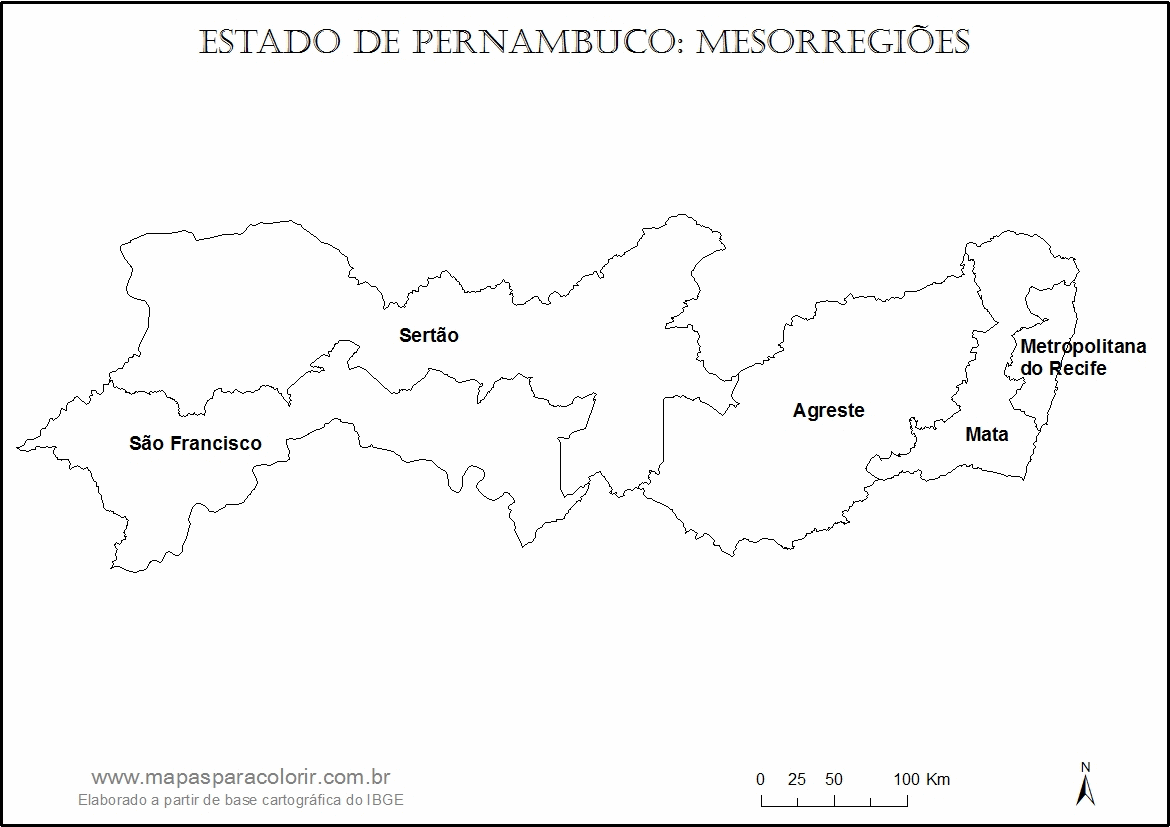 ESTADO DE PERNAMBUCO: MESORREGIÕES
Sertão
Metropolitana
do Recife
Agreste
Mata
São Francisco
www.mapasparacolorir.com.br
Elaborado a partir de base cartográfica do IBGE
0 25 50 100 Km
N